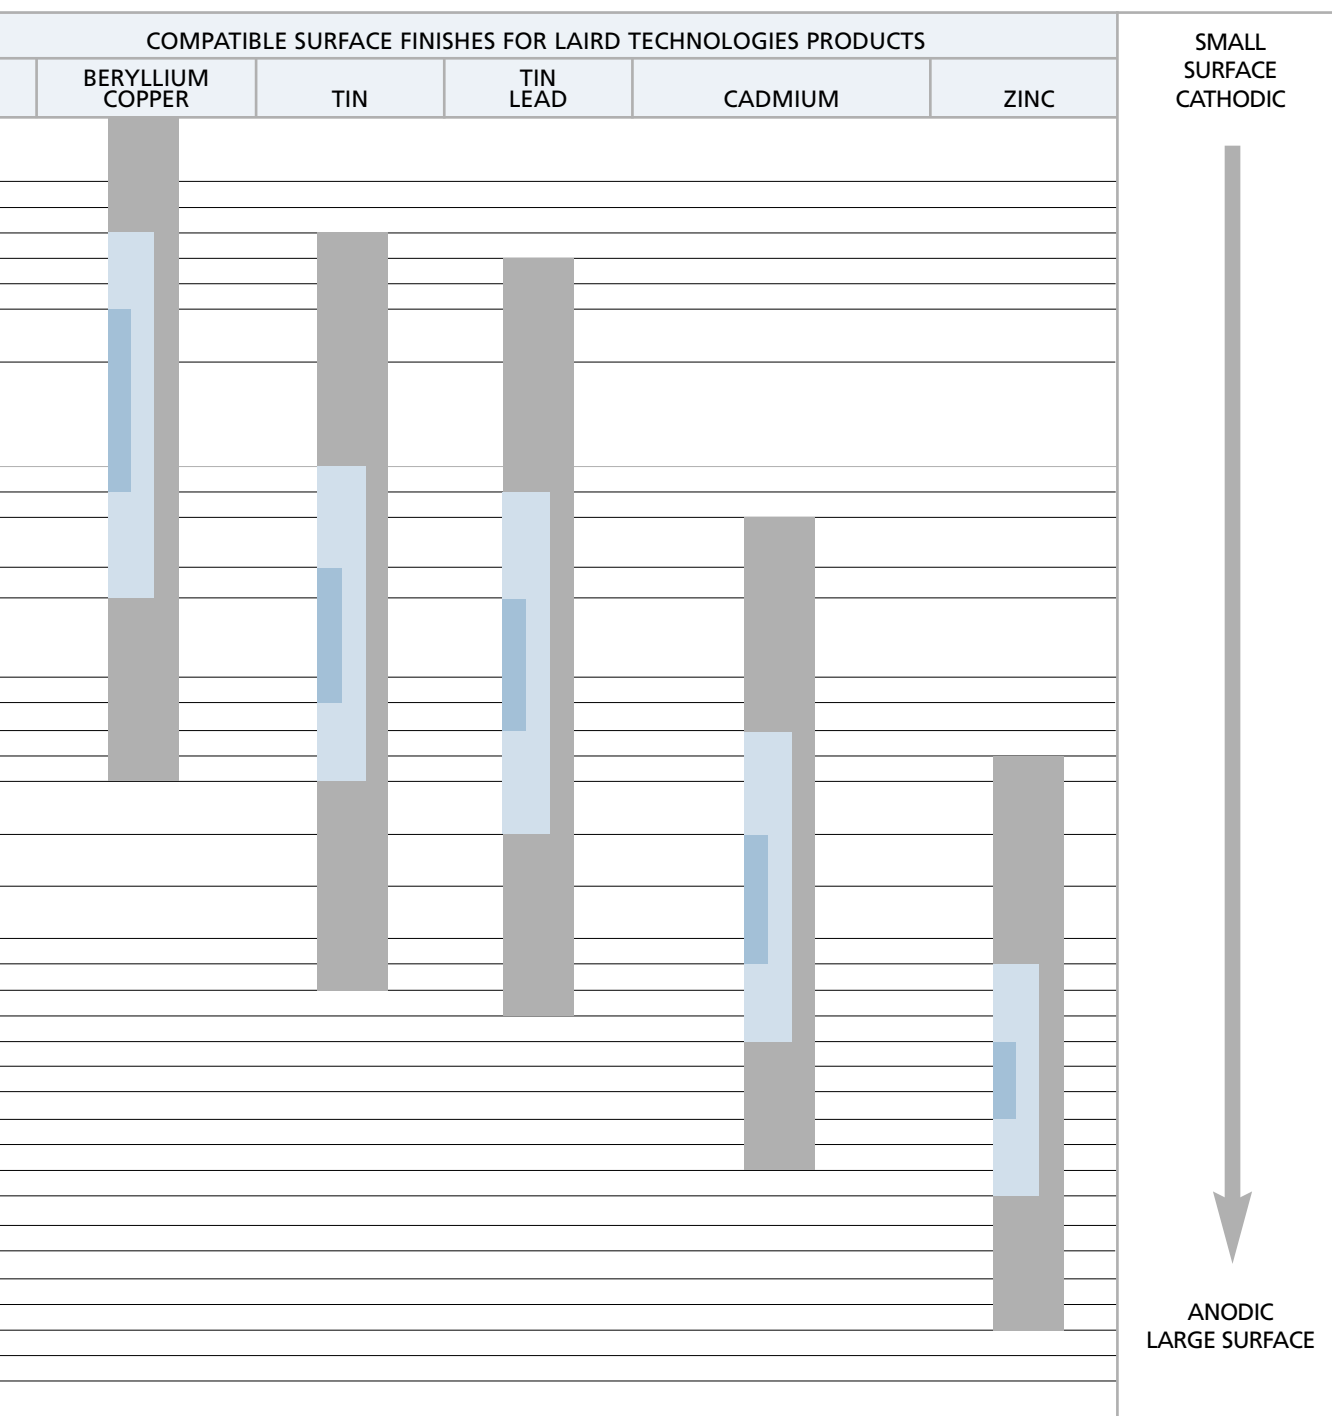 COMPATIBLE SURFACE FINISHES FOR LAIRD TECHNOLOGIES PRODUCTS
BERYLLIUM
COPPER
TIN
TIN
LEAD
CADMIUM
ZINC
SMALL
SURFACE
CATHODIC
ANODIC
LARGE SURFACE